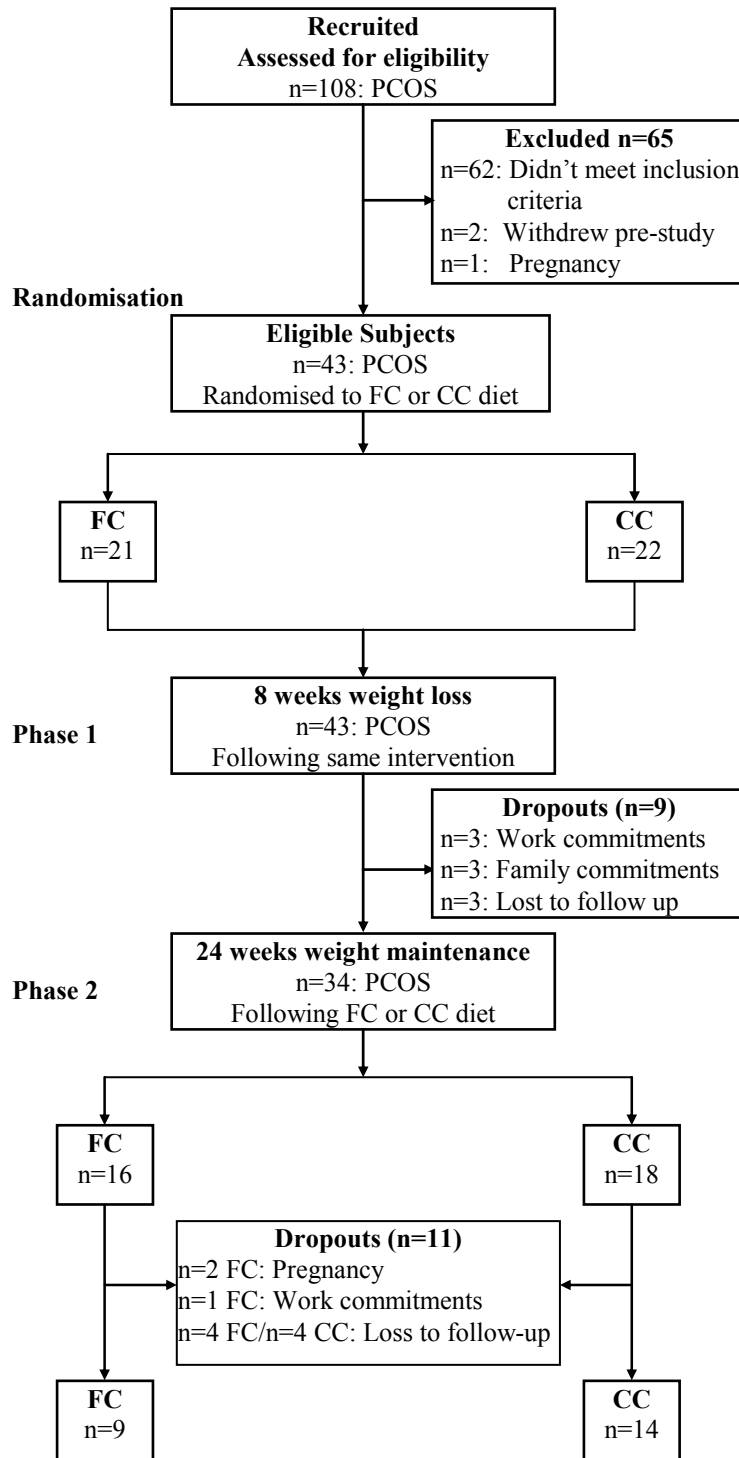 Recruited
Assessed for eligibility
n=108: PCOS
Excluded n=65
n=62: Didn't meet inclusion
criteria
n=2: Withdrew pre-study
n=1: Pregnancy
Randomisation
Eligible Subjects
n=43: PCOS
Randomised to FC or CC diet
FC
n=21
CC
n=22
8 weeks weight loss
Phase 1
n=43: PCOS
Following same intervention
Dropouts (n=9)
n=3: Work commitments
n=3: Family commitments
n=3: Lost to follow up
24 weeks weight maintenance
Phase 2
n=34: PCOS
Following FC or CC diet
FC
n=16
CC
n=18
Dropouts (n=11)
n=2 FC: Pregnancy
n=1 FC: Work commitments
n=4 FC/n=4 CC: Loss to follow-up
FC
n=9
CC
n=14